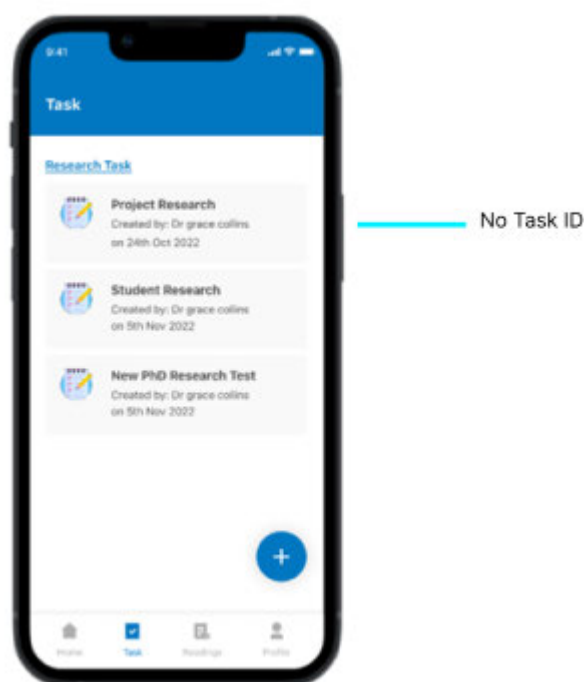 9:41
Task
Research Task
Project Research
Created by: Dr grace collins
on 24th Oct 2022
Student Research
Created by: Dr grace collins
on 5th Nov 2022
New PhD Research Test
Created by: Dr grace collins
on 5th Nov 2022
Home Task Readings Profile
No Task ID